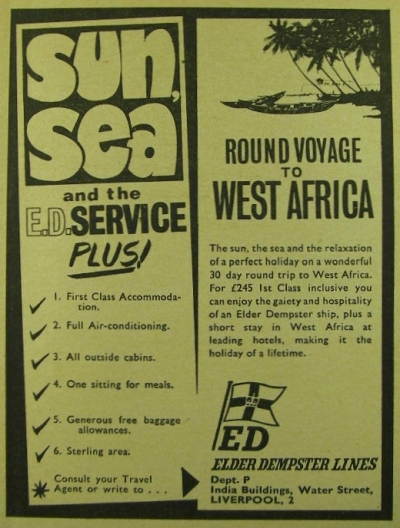 sun,
sea
and the
E.D. SERVICE
PLUS!
1. First Class Accommoda-
tion.
2. Full Air-conditioning.
3. All outside cabins.
4. One sitting for meals.
5. Generous free baggage
allowances.
6. Sterling area.
Consult your Travel
Agent or write to . . .
ROUND VOYAGE
TO
WEST AFRICA
The sun, the sea and the relaxation
of a perfect holiday on a wonderful
30 day round trip to West Africa.
For £245 1st Class inclusive you
can enjoy the gaiety and hospitality
of an Elder Dempster ship, plus a
short stay in West Africa at
leading hotels, making it the
holiday of a lifetime.
ED
ELDER DEMPSTER LINES
Dept. P
India Buildings, Water Street,
LIVERPOOL, 2